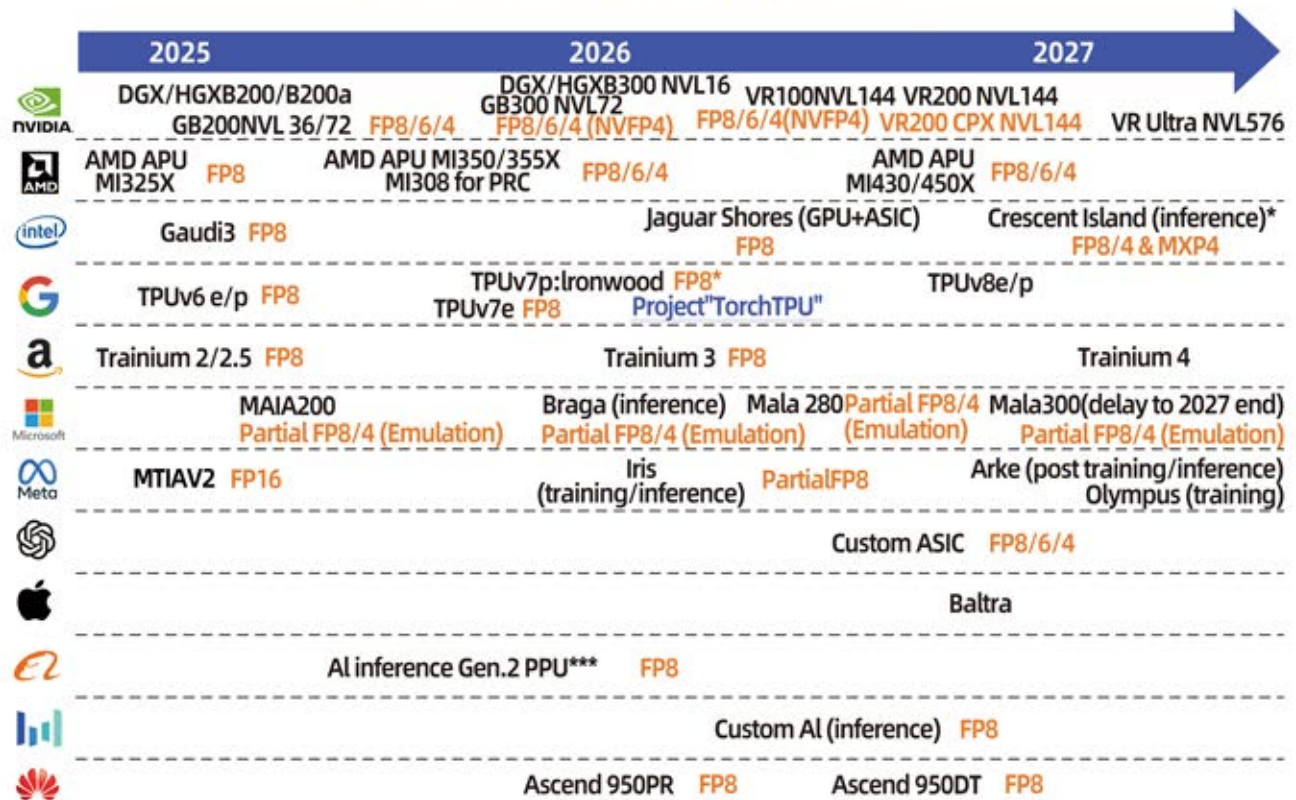 2025 2026 2027
DGX/HGXB200/B200a
GB200NVL 36/72 FP8/6/4
DGX/HGXB300 NVL16
GB300 NVL72
FP8/6/4 (NVFP4)
VR100NVL144 VR200 NVL144
FP8/6/4(NVFP4) VR200 CPX NVL144
VR Ultra NVL576
NVIDIA
AMD
AMD APU
MI325X
FP8
AMD APU MI350/355X
MI308 for PRC
FP8/6/4
AMD APU
MI430/450X
FP8/6/4
intel
Gaudi3 FP8
Jaguar Shores (GPU+ASIC)
FP8
Crescent Island (inference)*
FP8/4 & MXP4
TPUv6 e/p FP8
TPUv7p:lronwood FP8*
TPUv7e FP8
Project"TorchTPU"
TPUv8e/p
a
Trainium 2/2.5 FP8
Trainium 3 FP8
Trainium 4
Microsoft
MAIA200
Partial FP8/4 (Emulation)
Braga (inference)
Partial FP8/4 (Emulation)
Mala 280 Partial FP8/4
(Emulation)
Mala300(delay to 2027 end)
Partial FP8/4 (Emulation)
Meta
MTIAV2 FP16
Iris
(training/inference)
PartialFP8
Arke (post training/inference)
Olympus (training)
Custom ASIC FP8/6/4
Baltra
Al inference Gen.2 PPU*** FP8
Custom Al (inference) FP8
Ascend 950PR FP8
Ascend 950DT FP8